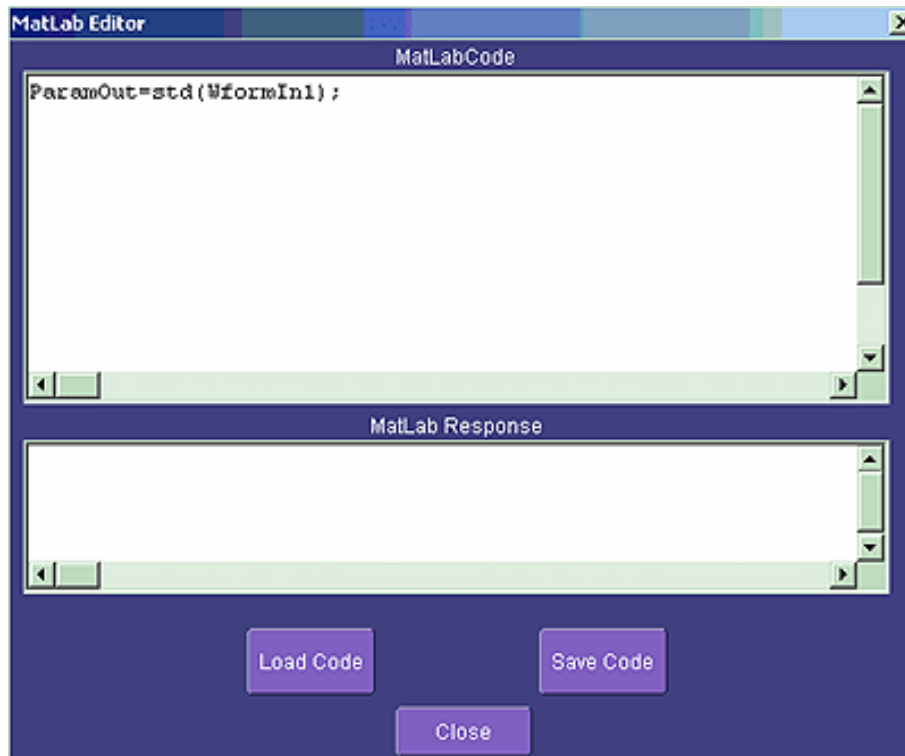 MatLab Editor
MatLabCode
ParamOut=std(WformIn1);
MatLab Response
Load Code
Save Code
Close